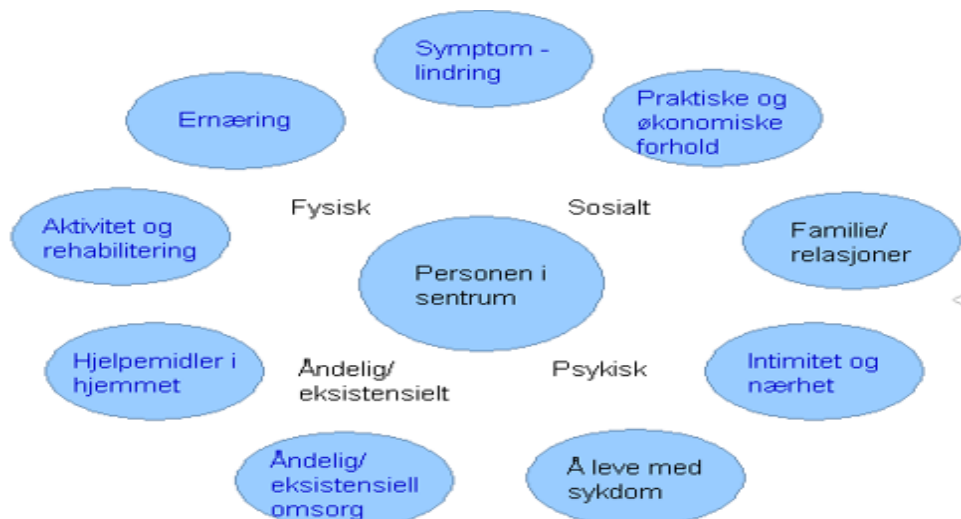 Symptom -
lindring
Ernæring
Praktiske og
økonomiske
forhold
Fysisk
Sosialt
Aktivitet og
rehabilitering
Familie/
relasjoner
Personen i
sentrum
Hjelpemidler i
hjemmet
Åndelig/
eksistensielt
Psykisk
Intimitet og
nærhet
Åndelig/
eksistensiell
omsorg
Å leve med
sykdom